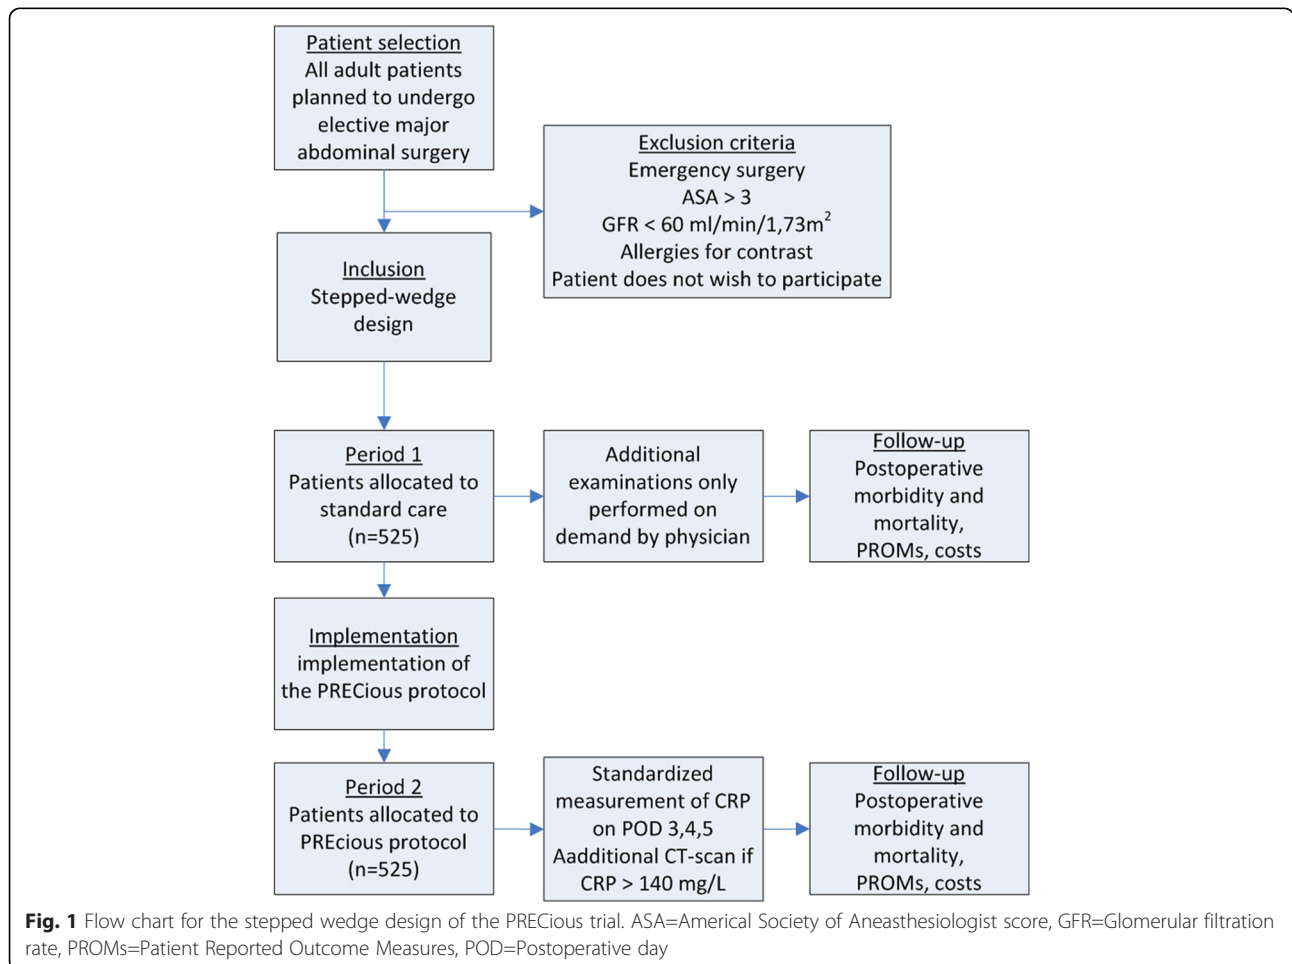 Patient selection
All adult patients
planned to undergo
elective major
abdominal surgery
Exclusion criteria
Emergency surgery
ASA > 3
GFR < 60 ml/min/1,73m²
Allergies for contrast
Patient does not wish to participate
Inclusion
Stepped-wedge
design
Period 1
Patients allocated to
standard care
(n=525)
Additional
examinations only
performed on
demand by physician
Follow-up
Postoperative
morbidity and
mortality,
PROMs, costs
Implementation
implementation of
the PRECious protocol
Period 2
Patients allocated to
PREcious protocol
(n=525)
Standardized
measurement of CRP
on POD 3,4,5
Aadditional CT-scan if
CRP > 140 mg/L
Follow-up
Postoperative
morbidity and
mortality,
PROMs, costs
Fig. 1 Flow chart for the stepped wedge design of the PRECious trial. ASA=Americal Society of Aneasthesiologist score, GFR=Glomerular filtration
rate, PROMs=Patient Reported Outcome Measures, POD=Postoperative day